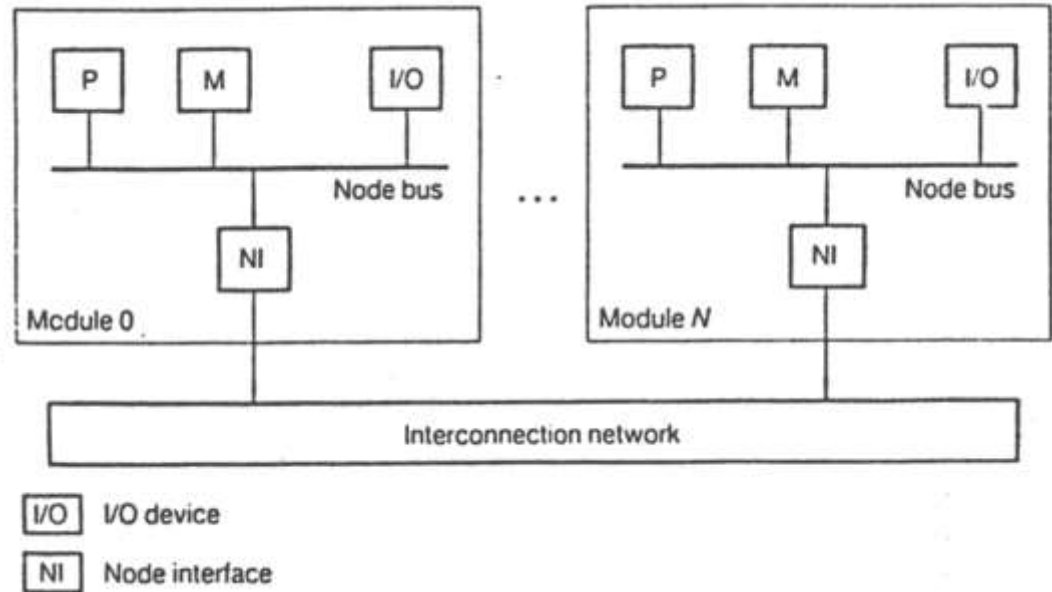 P M I/O P M I/O
Node bus ... Node bus
NI NI
Mcdule 0 Module N
Interconnection network
I/O I/O device
NI Node interface